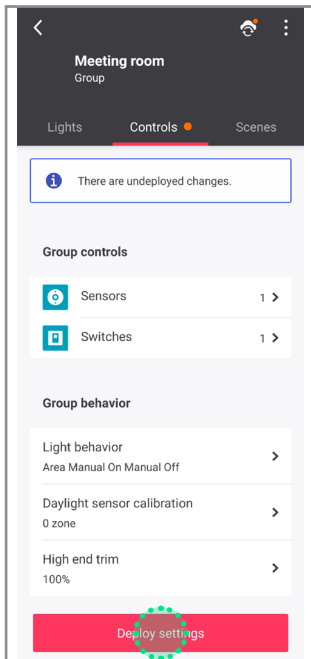 Meeting room
Group
Lights Controls Scenes
There are undeployed changes.
Group controls
Sensors 1
Switches 1
Group behavior
Light behavior
Area Manual On Manual Off
Daylight sensor calibration
0 zone
High end trim
100%
Deploy settings